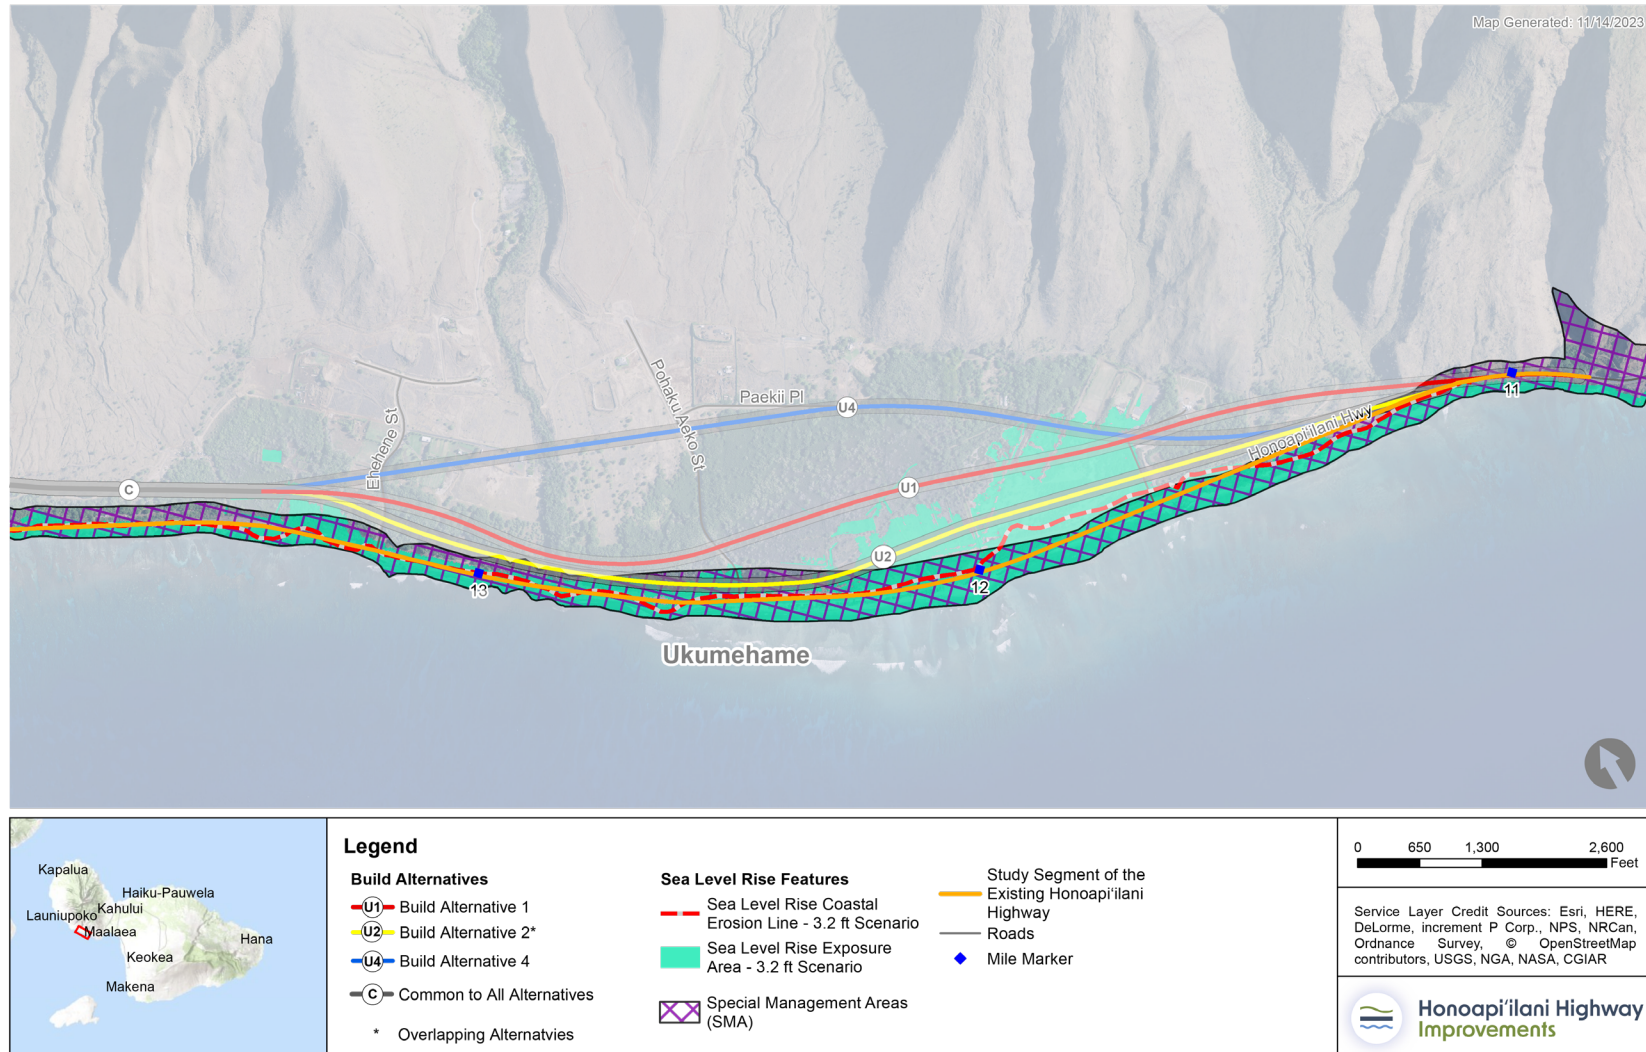 Map Generated: 11/14/2023
11
Honoapiʻilani Hwy
Paekii Pl
U4
Pohaku Aeko St
Ehehene St
C
U1
U2
12
13
Ukumehame
Kapalua
Haiku-Pauwela
Kahului
Launiupoko
Maalaea
Hana
Keokea
Makena
Legend
Build Alternatives
U1 Build Alternative 1
U2 Build Alternative 2*
U4 Build Alternative 4
C Common to All Alternatives
* Overlapping Alternatvies
Sea Level Rise Features
Sea Level Rise Coastal
Erosion Line - 3.2 ft Scenario
Sea Level Rise Exposure
Area - 3.2 ft Scenario
Special Management Areas
(SMA)
Study Segment of the
Existing Honoapiʻilani
Highway
Roads
Mile Marker
0 650 1,300 2,600
Feet
Service Layer Credit Sources: Esri, HERE,
DeLorme, increment P Corp., NPS, NRCan,
Ordnance Survey, © OpenStreetMap
contributors, USGS, NGA, NASA, CGIAR
Honoapiʻilani Highway
Improvements